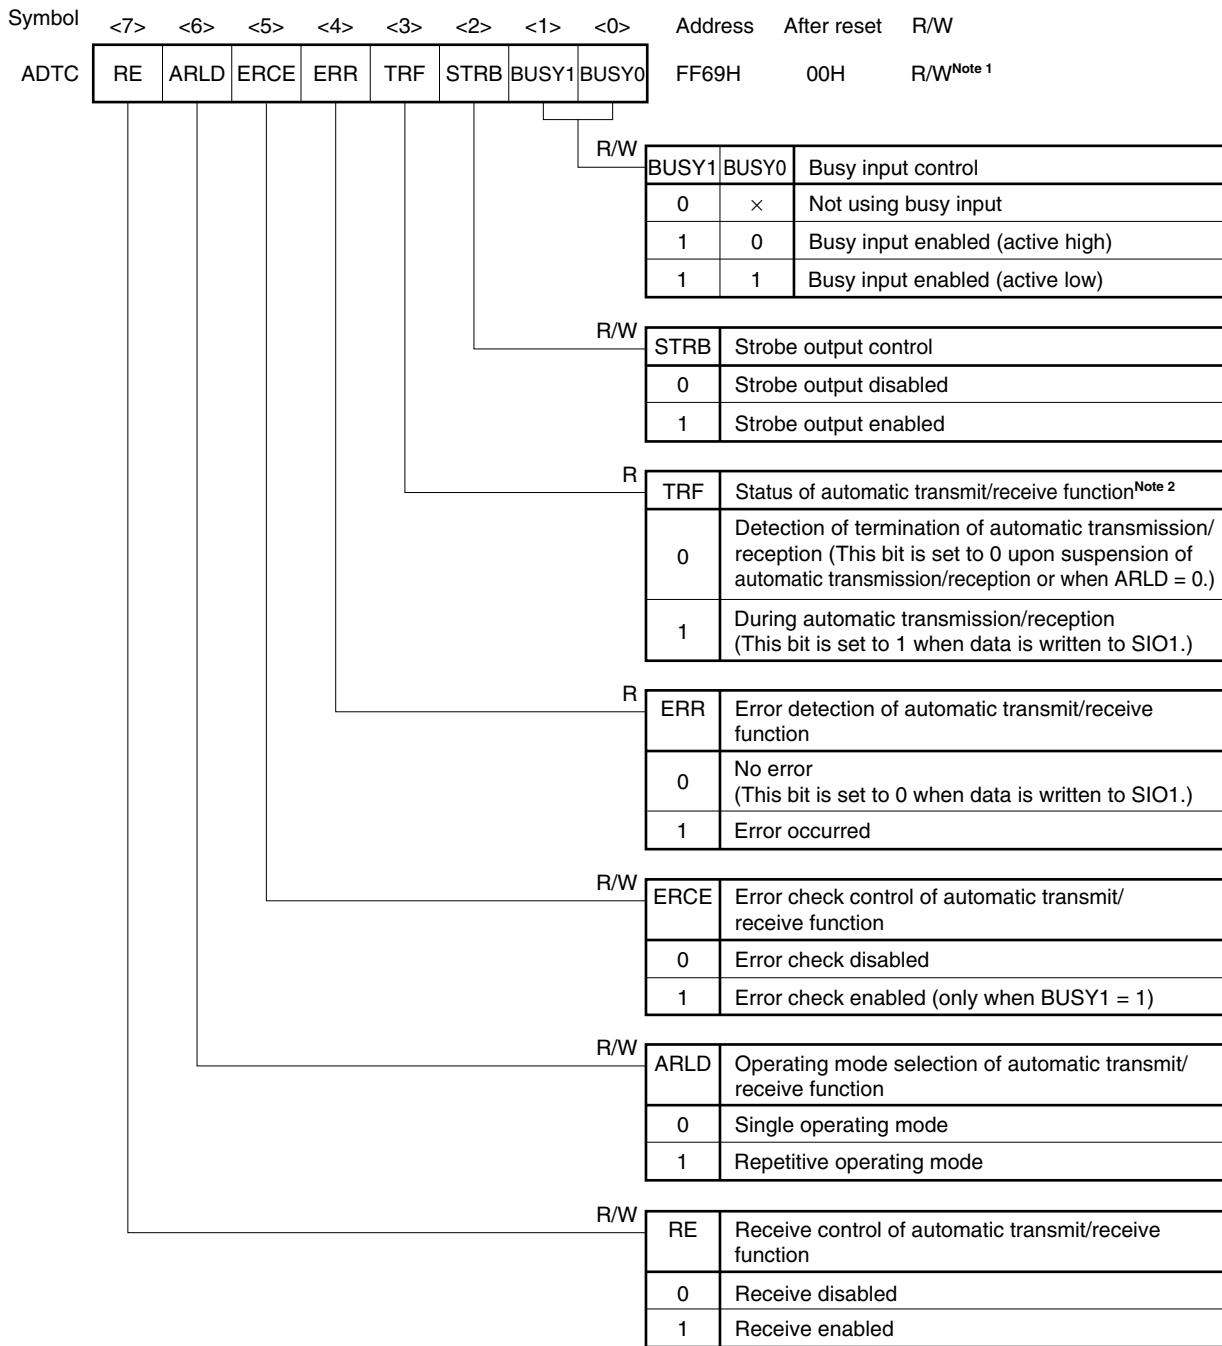 Symbol <7> <6> <5> <4> <3> <2> <1> <0> Address After reset R/W
ADTC RE ARLD ERCE ERR TRF STRB BUSY1 BUSY0 FF69H 00H R/WNote 1
R/W
BUSY1 BUSY0 Busy input control
0 × Not using busy input
1 0 Busy input enabled (active high)
1 1 Busy input enabled (active low)
R/W
STRB Strobe output control
0 Strobe output disabled
1 Strobe output enabled
R
TRF Status of automatic transmit/receive functionNote 2
0 Detection of termination of automatic transmission/
reception (This bit is set to 0 upon suspension of
automatic transmission/reception or when ARLD = 0.)
1 During automatic transmission/reception
(This bit is set to 1 when data is written to SIO1.)
R
ERR Error detection of automatic transmit/receive
function
0 No error
(This bit is set to 0 when data is written to SIO1.)
1 Error occurred
R/W
ERCE Error check control of automatic transmit/
receive function
0 Error check disabled
1 Error check enabled (only when BUSY1 = 1)
R/W
ARLD Operating mode selection of automatic transmit/
receive function
0 Single operating mode
1 Repetitive operating mode
R/W
RE Receive control of automatic transmit/receive
function
0 Receive disabled
1 Receive enabled